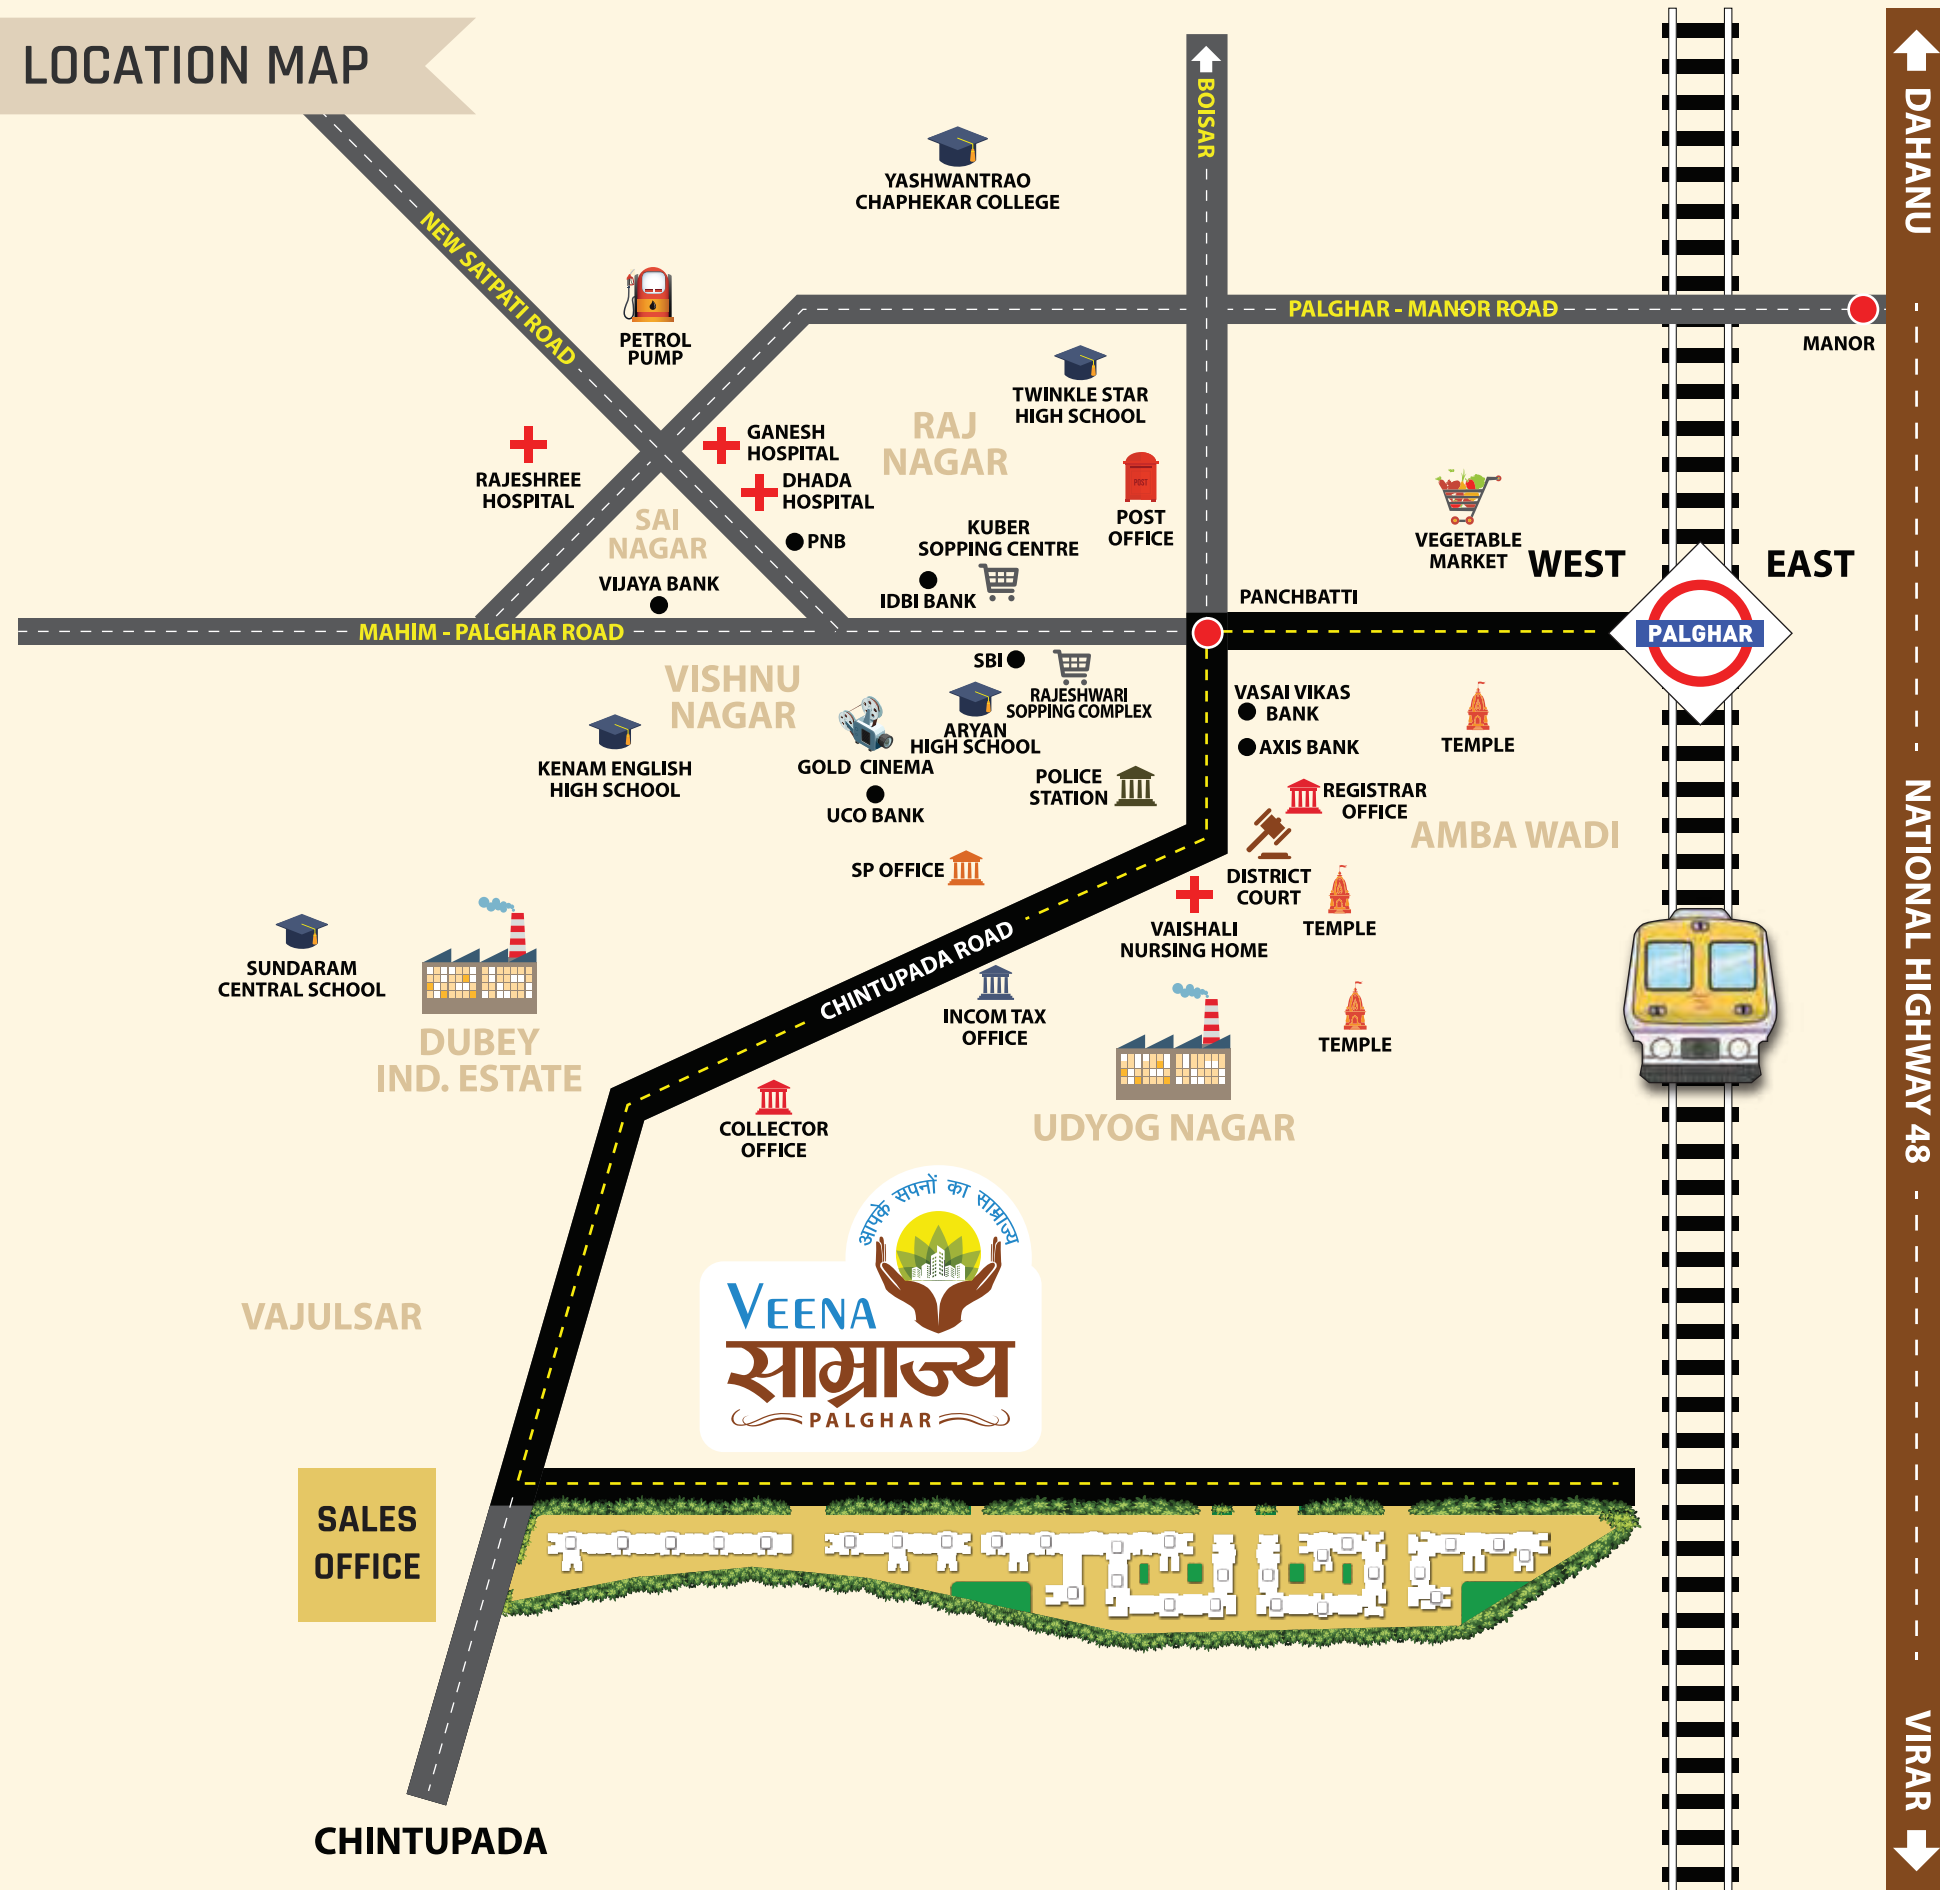 LOCATION MAP
BOISAR
DAHANU
YASHWANTRAO
CHAPHEKAR COLLEGE
NEW SATPATI ROAD
PETROL
PUMP
PALGHAR - MANOR ROAD
MANOR
TWINKLE STAR
HIGH SCHOOL
RAJ
NAGAR
GANESH
HOSPITAL
RAJESHREE
HOSPITAL
DHADA
HOSPITAL
POST
POST
OFFICE
SAI
NAGAR
PNB
KUBER
SOPPING CENTRE
VEGETABLE
MARKET
WEST
EAST
VIJAYA BANK
IDBI BANK
PANCHBATTI
MAHIM - PALGHAR ROAD
PALGHAR
SBI
VISHNU
NAGAR
RAJESHWARI
SOPPING COMPLEX
VASAI VIKAS
BANK
ARYAN
HIGH SCHOOL
AXIS BANK
TEMPLE
KENAM ENGLISH
HIGH SCHOOL
GOLD CINEMA
UCO BANK
POLICE
STATION
REGISTRAR
OFFICE
AMBA WADI
NATIONAL HIGHWAY 48
SP OFFICE
DISTRICT
COURT
VAISHALI
NURSING HOME
TEMPLE
SUNDARAM
CENTRAL SCHOOL
CHINTUPADA ROAD
INCOM TAX
OFFICE
TEMPLE
DUBEY
IND. ESTATE
COLLECTOR
OFFICE
UDYOG NAGAR
आपके सपनों का साम्राज्य
VEENA
साम्राज्य
PALGHAR
VAJULSAR
SALES
OFFICE
VIRAR
CHINTUPADA